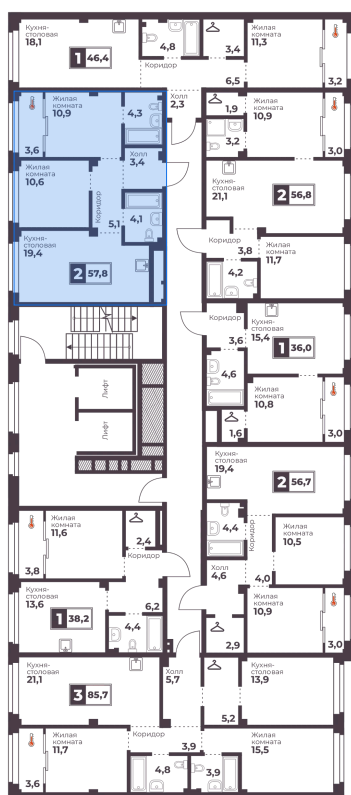 Кухня-
столовая
18,1
1 46,4
4,8
3,4
Жилая
комната
11,3
Коридор
6,5
3,2
Холл
2,3
Жилая
комната
10,9
4,3
3,6
1,9
Жилая
комната
10,9
3,2
3,0
Холл
3,4
Жилая
комната
10,6
Коридор
5,1
4,1
Кухня-
столовая
21,1
2 56,8
Кухня-
столовая
19,4
2 57,8
Коридор
3,8
Жилая
комната
11,7
4,2
Коридор
3,6
Кухня-
столовая
15,4
1 36,0
4,6
Жилая
комната
10,8
1,6
3,0
Лифт
Лифт
Кухня-
столовая
19,4
2 56,7
Жилая
комната
11,6
2,4
3,8
Коридор
4,4
Коридор
Жилая
комната
10,5
Холл
4,6
4,0
Кухня-
столовая
13,6
1 38,2
6,2
4,4
Жилая
комната
10,9
2,9
3,0
Кухня-
столовая
21,1
3 85,7
Холл
5,7
5,2
Жилая
комната
13,9
Жилая
комната
11,7
3,6
Коридор
3,9
4,8
3,9
Жилая
комната
15,5